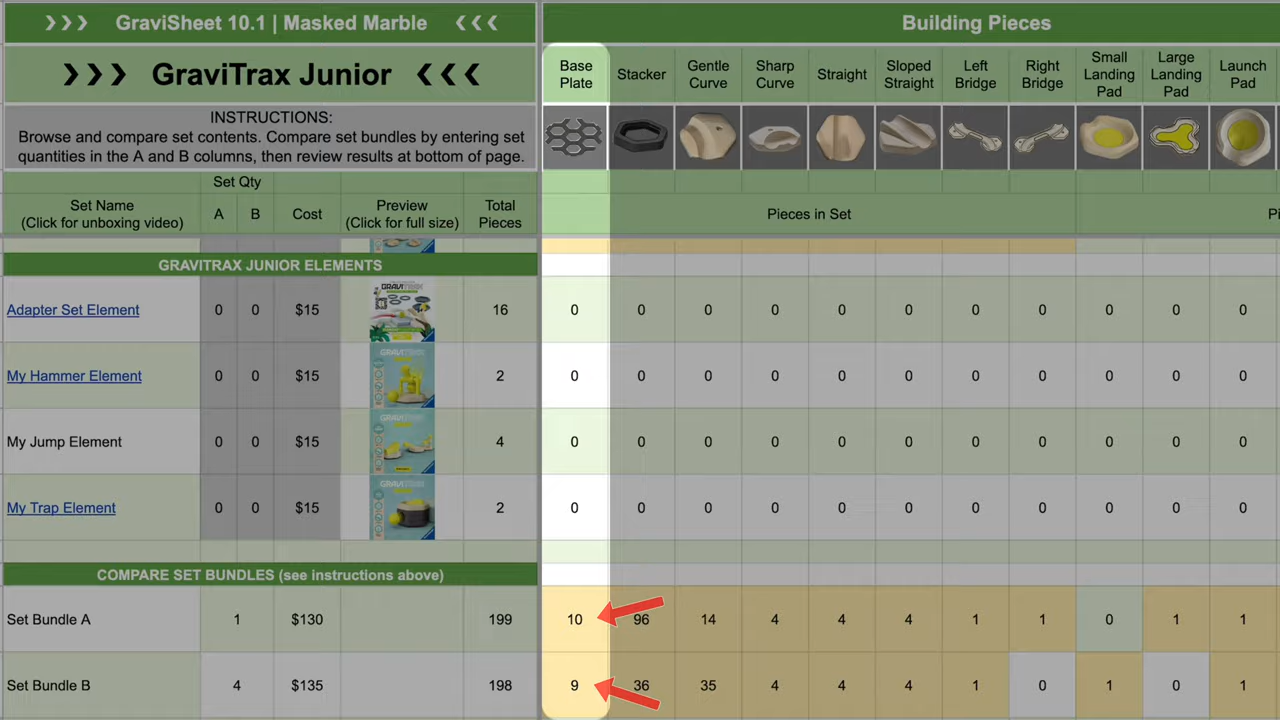 ❯❯❯ GraviSheet 10.1 | Masked Marble ❮❮❮
Building Pieces
❯❯❯ GraviTrax Junior ❮❮❮
Base Plate
Stacker
Gentle Curve
Sharp Curve
Straight
Sloped Straight
Left Bridge
Right Bridge
Small Landing Pad
Large Landing Pad
Launch Pad
INSTRUCTIONS:
Browse and compare set contents. Compare set bundles by entering set
quantities in the A and B columns, then review results at bottom of page.
Set Qty
Set Name
(Click for unboxing video)
A B Cost
Preview
(Click for full size)
Total
Pieces
Pieces in Set
GRAVITRAX JUNIOR ELEMENTS
Adapter Set Element 0 0 $15 16 0 0 0 0 0 0 0 0 0 0 0
My Hammer Element 0 0 $15 2 0 0 0 0 0 0 0 0 0 0 0
My Jump Element 0 0 $15 4 0 0 0 0 0 0 0 0 0 0 0
My Trap Element 0 0 $15 2 0 0 0 0 0 0 0 0 0 0 0
COMPARE SET BUNDLES (see instructions above)
Set Bundle A 1 $130 199 10 96 14 4 4 4 1 1 0 1 1
Set Bundle B 4 $135 198 9 36 35 4 4 4 1 0 1 0 1